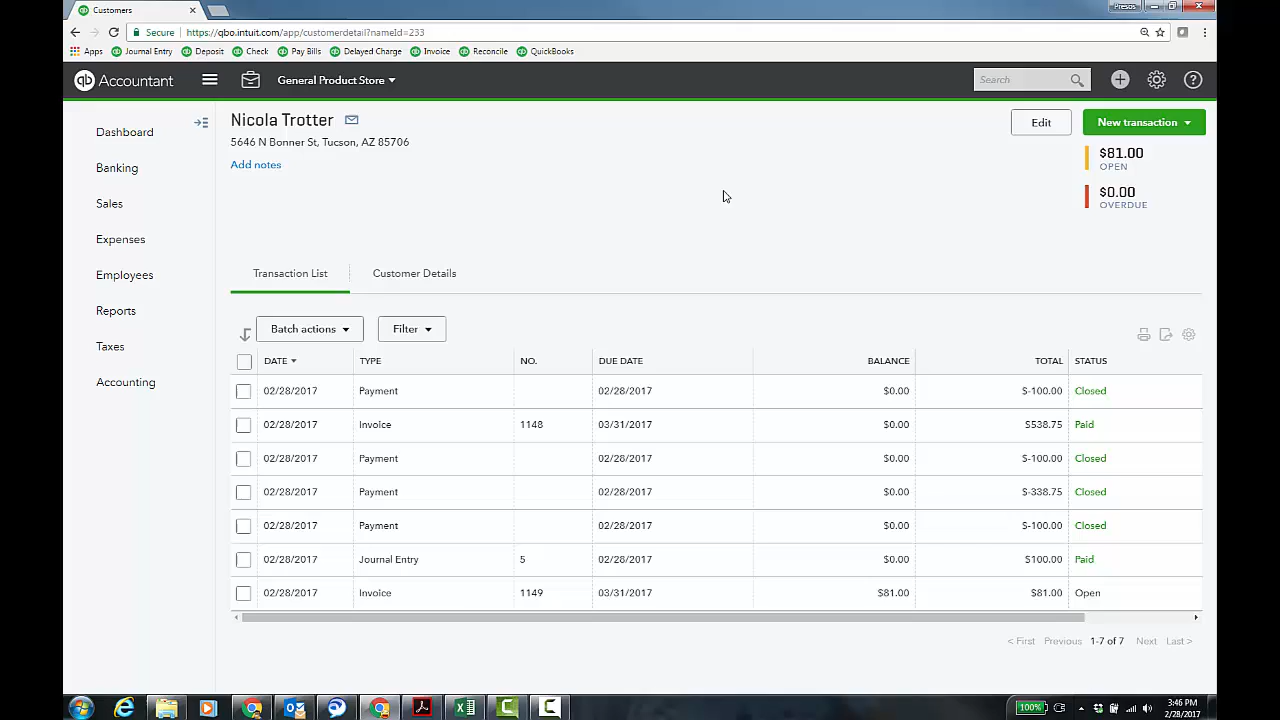 Customers
Presos
Secure https://qbo.intuit.com/app/customerdetail?nameId=233
Apps Journal Entry Deposit Check Pay Bills Delayed Charge Invoice Reconcile QuickBooks
qb Accountant General Product Store Search
Dashboard
Banking
Sales
Expenses
Employees
Reports
Taxes
Accounting
Nicola Trotter
5646 N Bonner St, Tucson, AZ 85706
Add notes
Edit New transaction
$81.00
OPEN
$0.00
OVERDUE
Transaction List Customer Details
Batch actions Filter
DATE TYPE NO. DUE DATE BALANCE TOTAL STATUS
02/28/2017 Payment 02/28/2017 $0.00 $-100.00 Closed
02/28/2017 Invoice 1148 03/31/2017 $0.00 $538.75 Paid
02/28/2017 Payment 02/28/2017 $0.00 $-100.00 Closed
02/28/2017 Payment 02/28/2017 $0.00 $-338.75 Closed
02/28/2017 Payment 02/28/2017 $0.00 $-100.00 Closed
02/28/2017 Journal Entry 5 02/28/2017 $0.00 $100.00 Paid
02/28/2017 Invoice 1149 03/31/2017 $81.00 $81.00 Open
< First Previous 1-7 of 7 Next Last >
100% 3:46 PM
2/28/2017